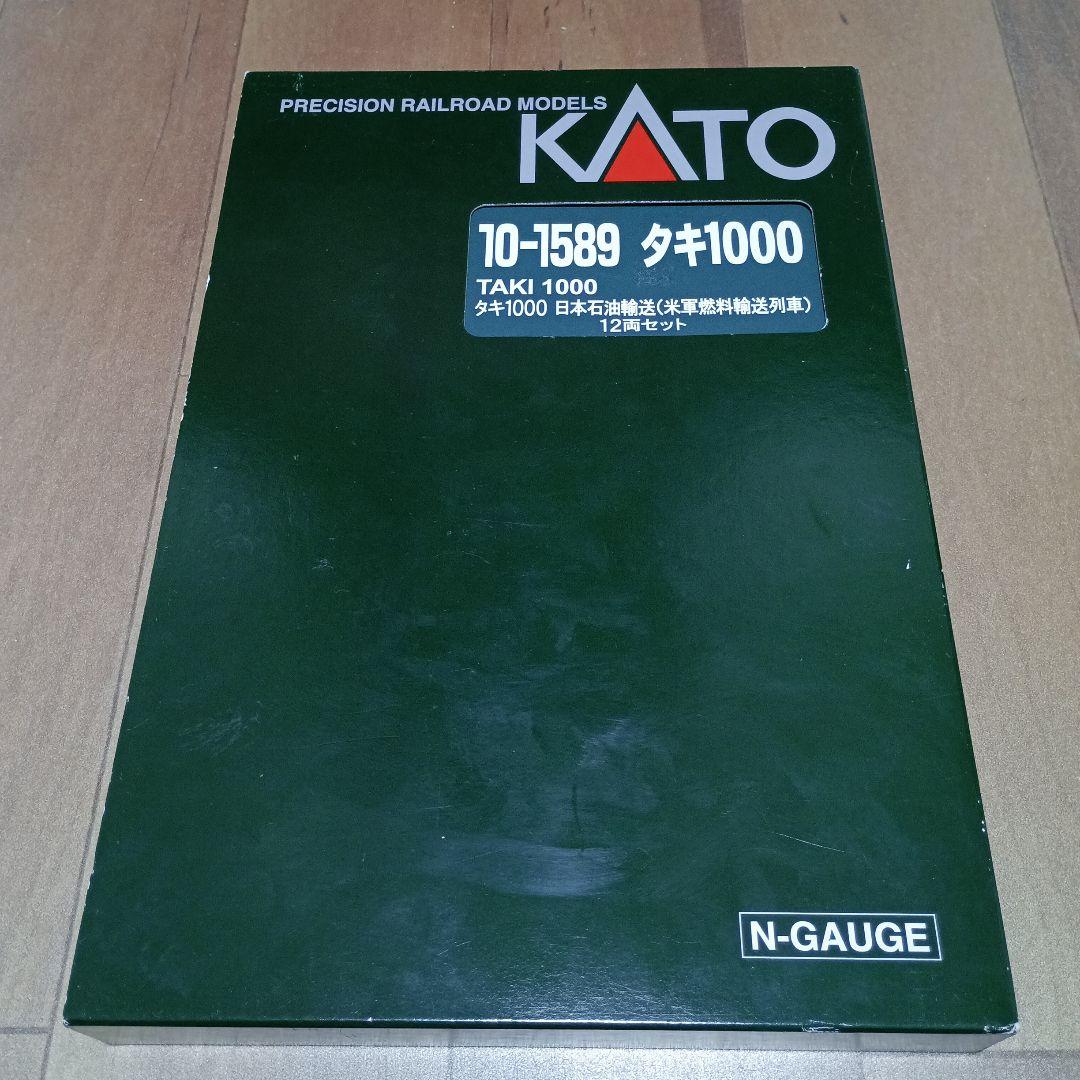 PRECISION RAILROAD MODELS
KATO
10-1589 タキ1000
TAKI 1000
タキ1000 日本石油輸送(米軍燃料輸送列車)
12両セット
N-GAUGE